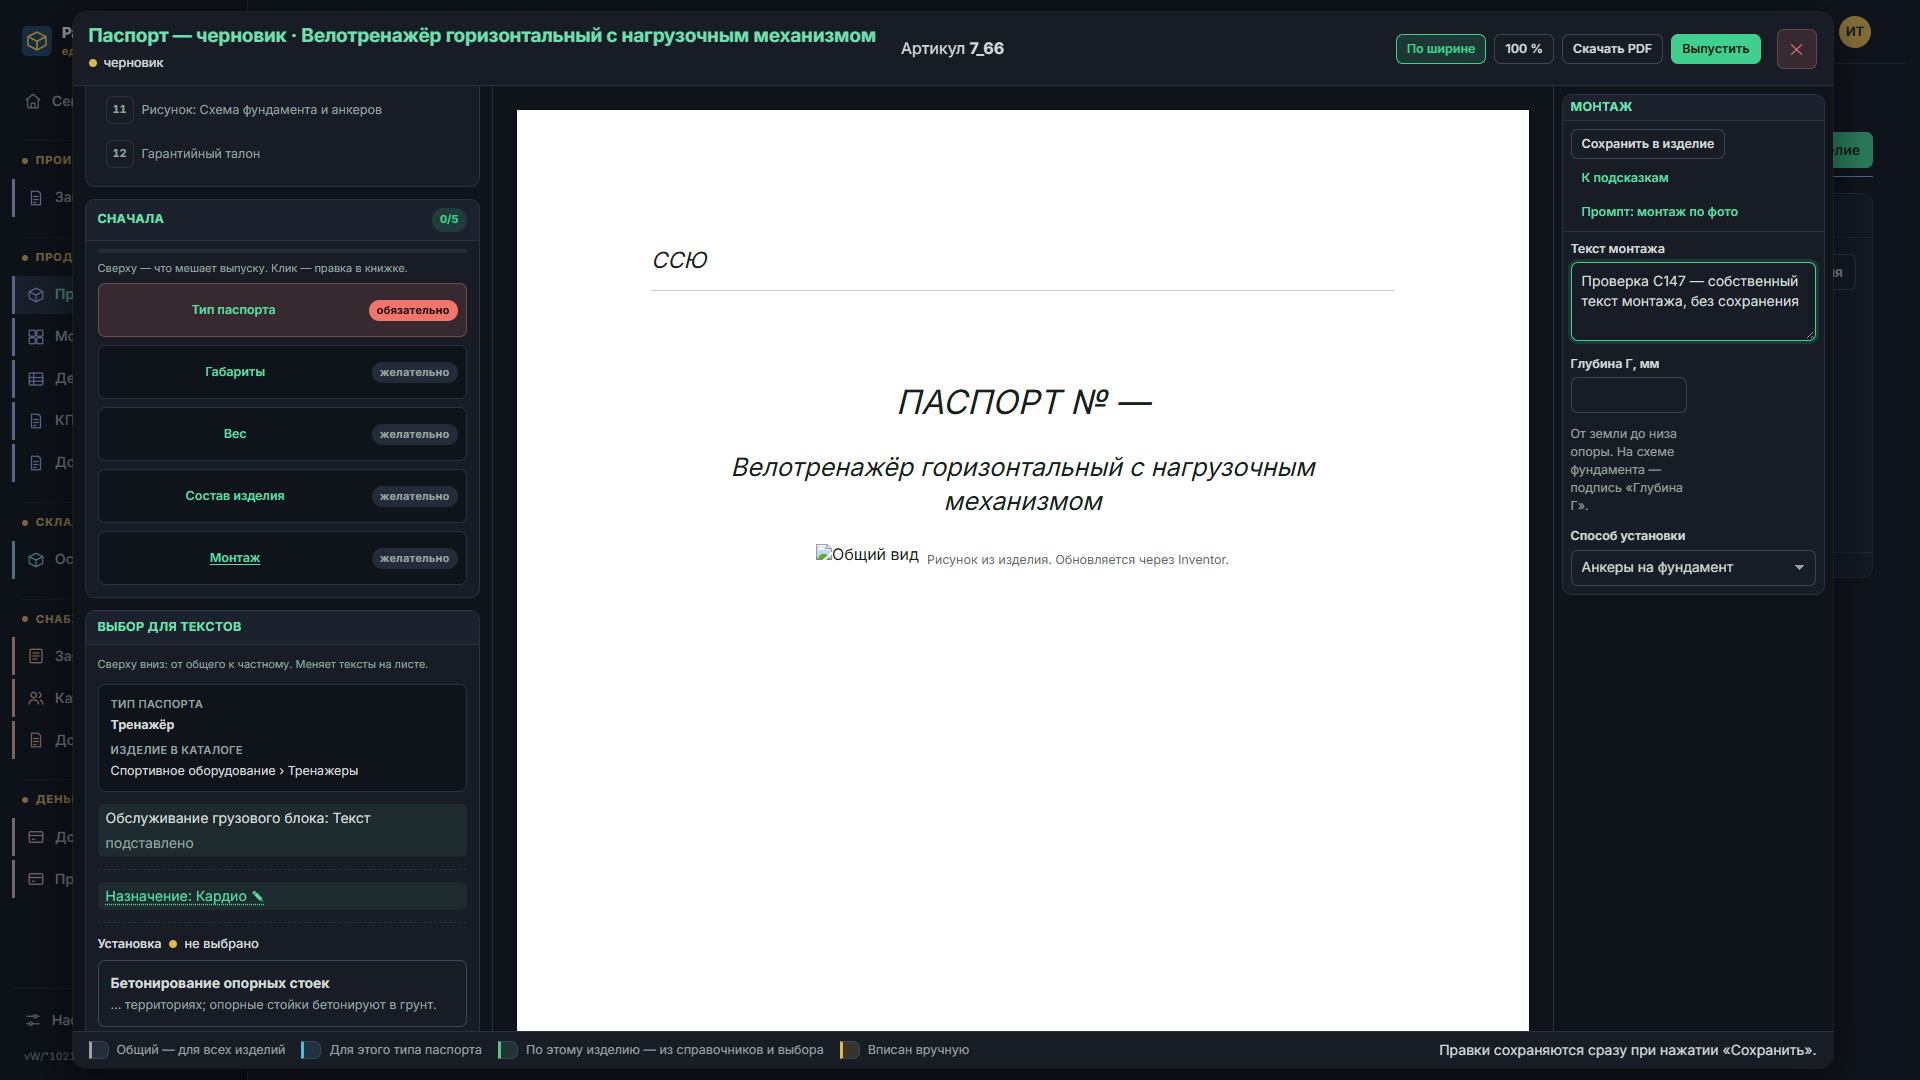 Паспорт — черновик · Велотренажёр горизонтальный с нагрузочным механизмом
черновик
Артикул 7_66
По ширине
100 %
Скачать PDF
Выпустить
ИТ
11 Рисунок: Схема фундамента и анкеров
12 Гарантийный талон
СНАЧАЛА 0/5
Сверху — что мешает выпуску. Клик — правка в книжке.
Тип паспорта обязательно
Габариты желательно
Вес желательно
Состав изделия желательно
Монтаж желательно
ВЫБОР ДЛЯ ТЕКСТОВ
Сверху вниз: от общего к частному. Меняет тексты на листе.
ТИП ПАСПОРТА
Тренажёр
ИЗДЕЛИЕ В КАТАЛОГЕ
Спортивное оборудование › Тренажеры
Обслуживание грузового блока: Текст
подставлено
Назначение: Кардио
Установка не выбрано
Бетонирование опорных стоек
... территориях; опорные стойки бетонируют в грунт.
ССЮ
ПАСПОРТ № —
Велотренажёр горизонтальный с нагрузочным
механизмом
Общий вид Рисунок из изделия. Обновляется через Inventor.
МОНТАЖ
Сохранить в изделие
К подсказкам
Промпт: монтаж по фото
Текст монтажа
Проверка С147 — собственный
текст монтажа, без сохранения
Глубина Г, мм
От земли до низа
опоры. На схеме
фундамента —
подпись «Глубина
Г».
Способ установки
Анкеры на фундамент
Общий — для всех изделий
Для этого типа паспорта
По этому изделию — из справочников и выбора
Вписан вручную
Правки сохраняются сразу при нажатии «Сохранить».